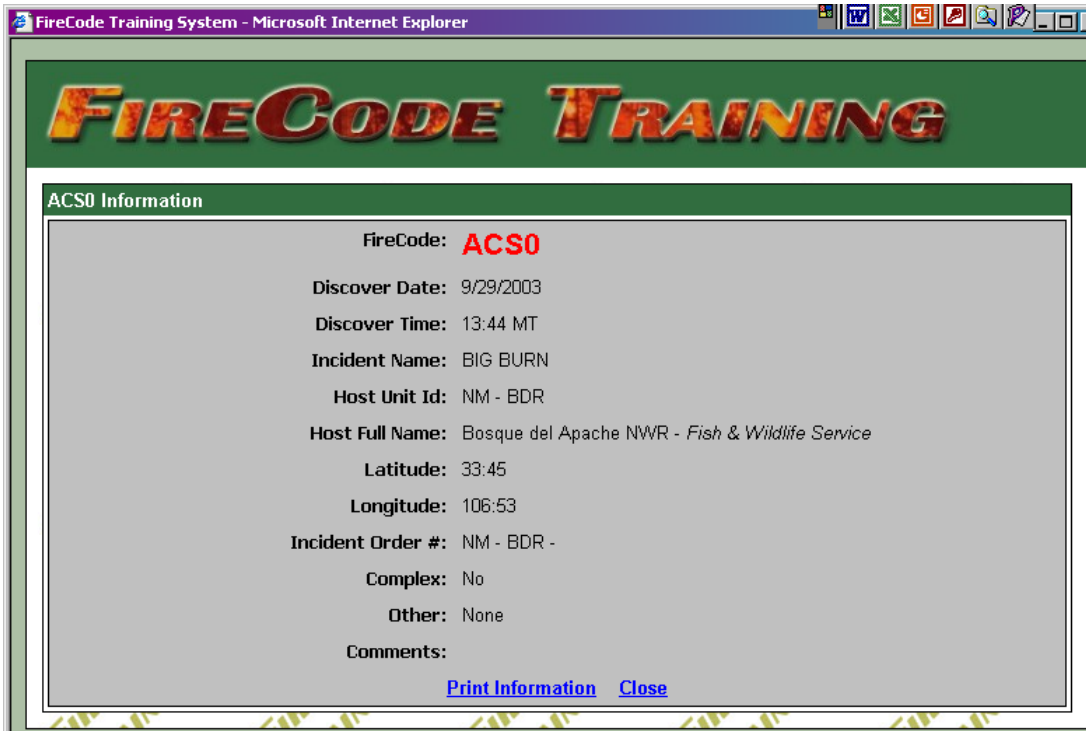 FireCode Training System - Microsoft Internet Explorer
FIRECODE TRAINING
ACS0 Information
FireCode: ACS0
Discover Date: 9/29/2003
Discover Time: 13:44 MT
Incident Name: BIG BURN
Host Unit Id: NM - BDR
Host Full Name: Bosque del Apache NWR - Fish & Wildlife Service
Latitude: 33:45
Longitude: 106:53
Incident Order #: NM - BDR -
Complex: No
Other: None
Comments:
Print Information Close